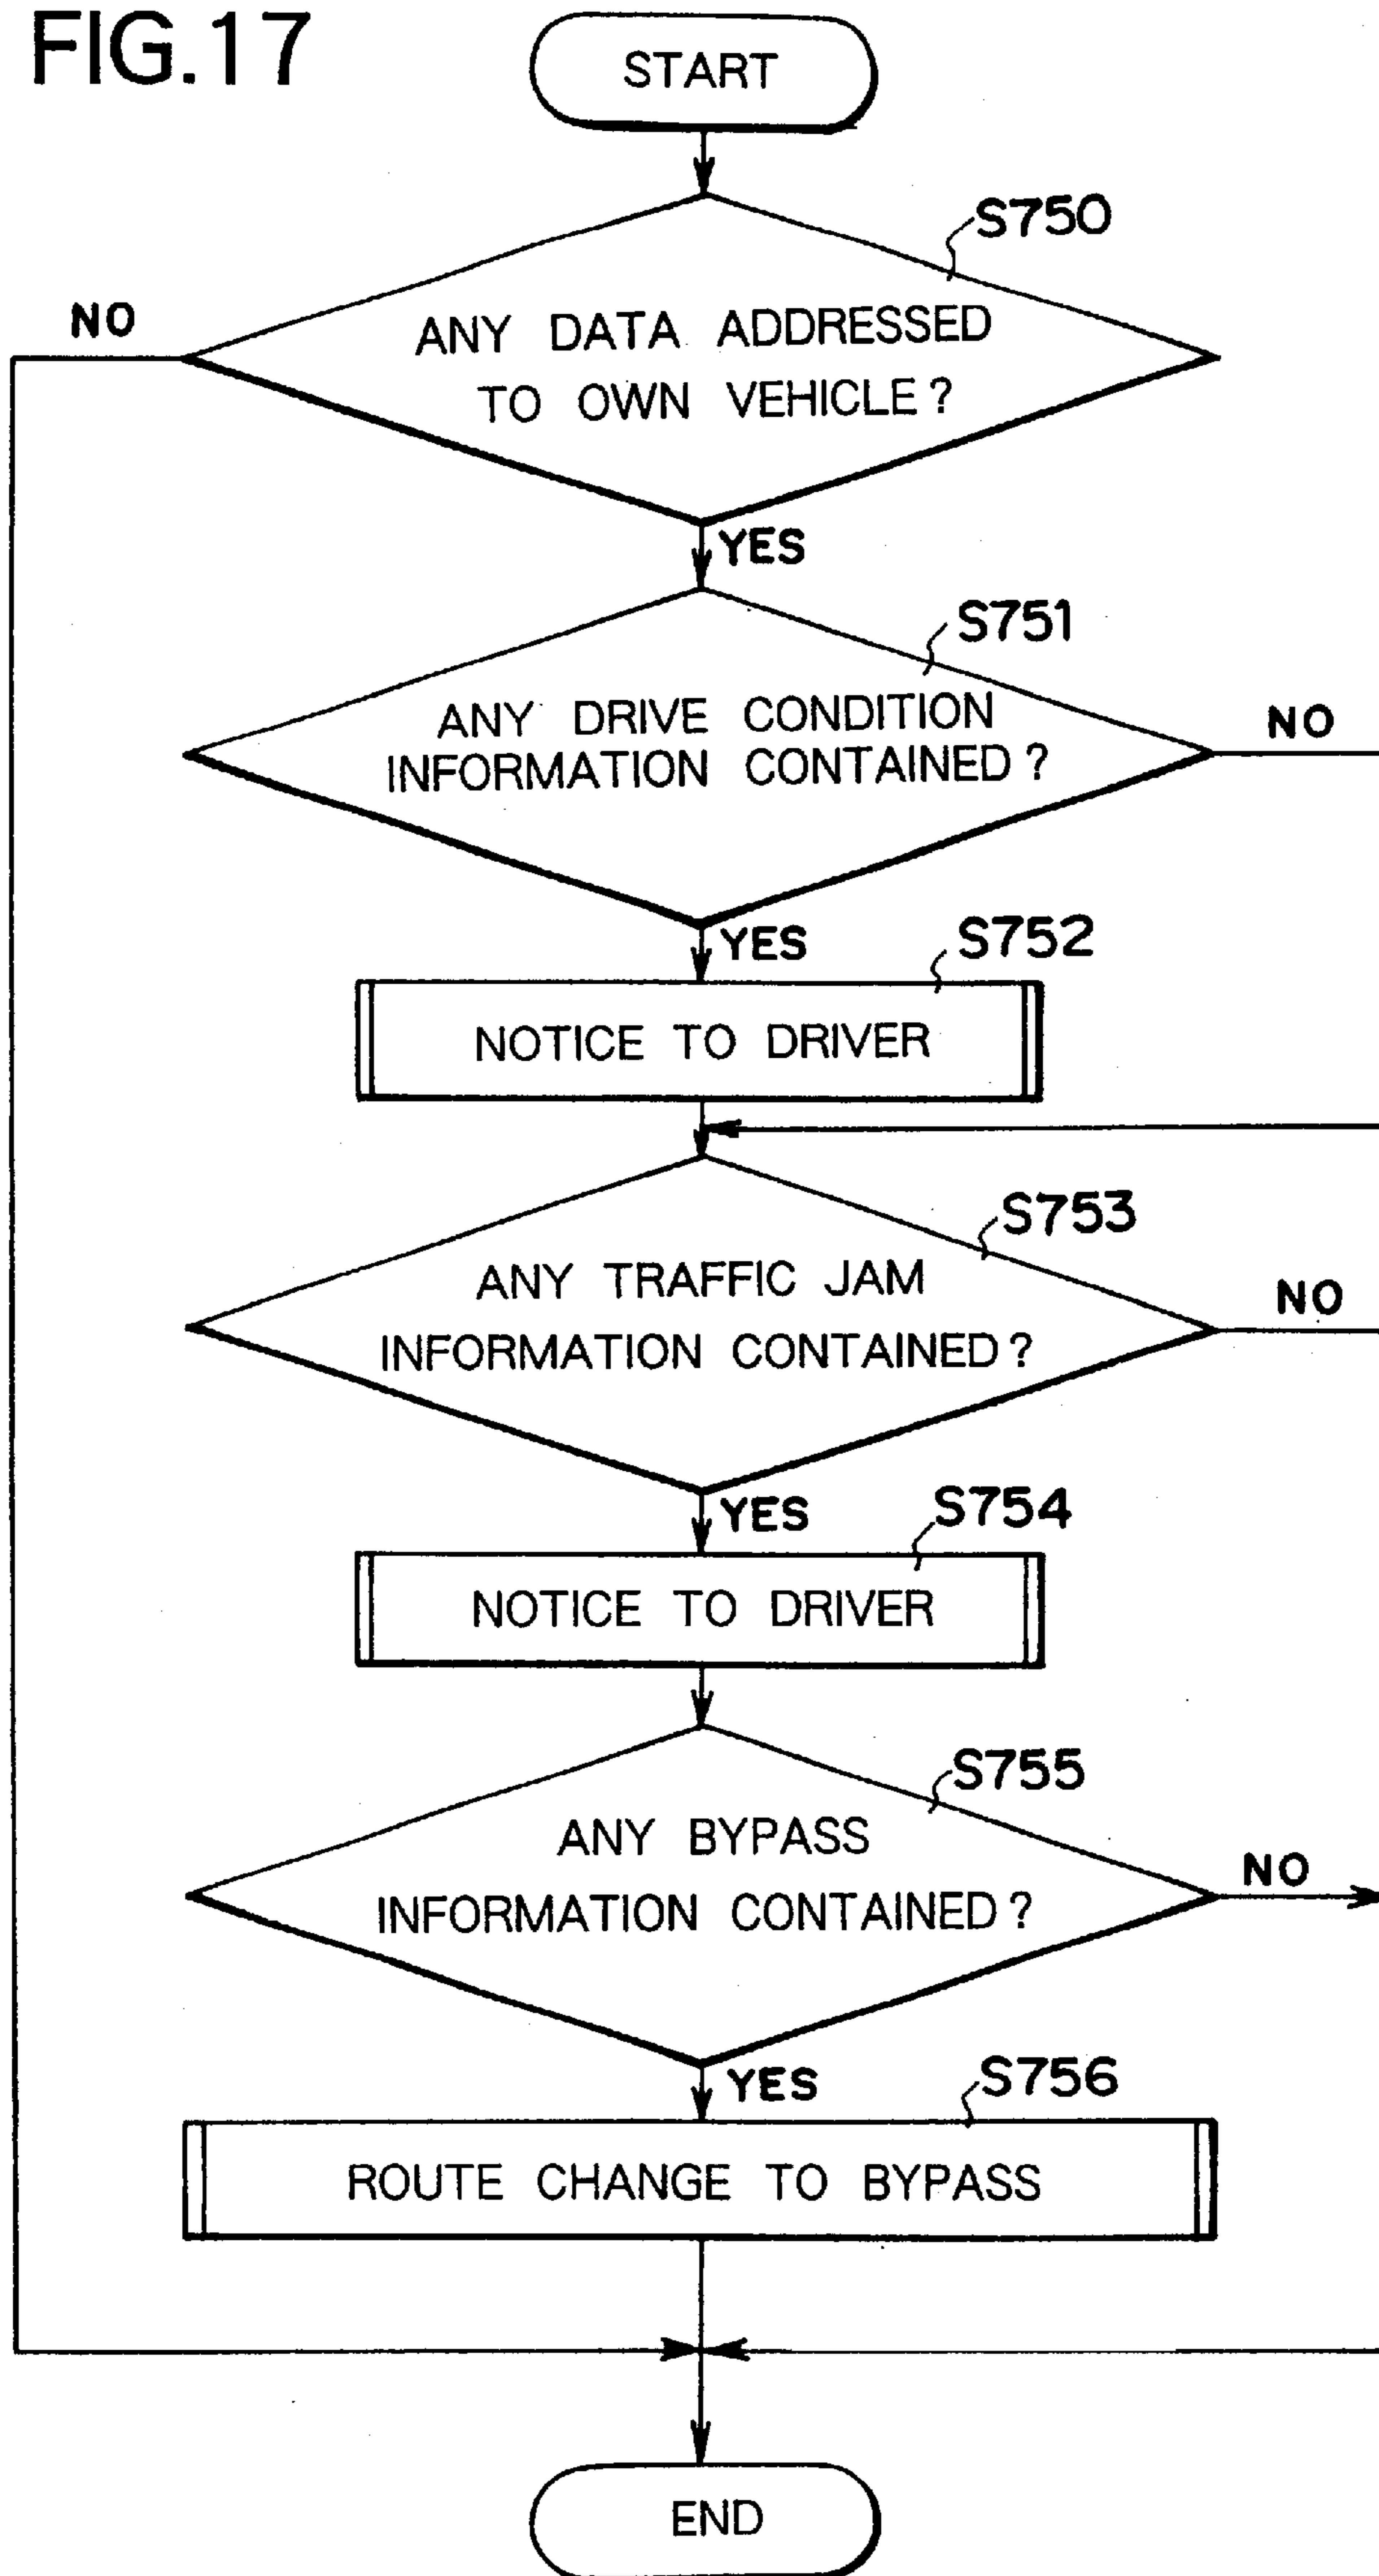 FIG.17
START
S750
NO
ANY DATA ADDRESSED
TO OWN VEHICLE?
YES
S751
ANY DRIVE CONDITION
INFORMATION CONTAINED?
NO
YES
S752
NOTICE TO DRIVER
S753
ANY TRAFFIC JAM
INFORMATION CONTAINED?
NO
YES
S754
NOTICE TO DRIVER
S755
ANY BYPASS
INFORMATION CONTAINED?
NO
YES
S756
ROUTE CHANGE TO BYPASS
END